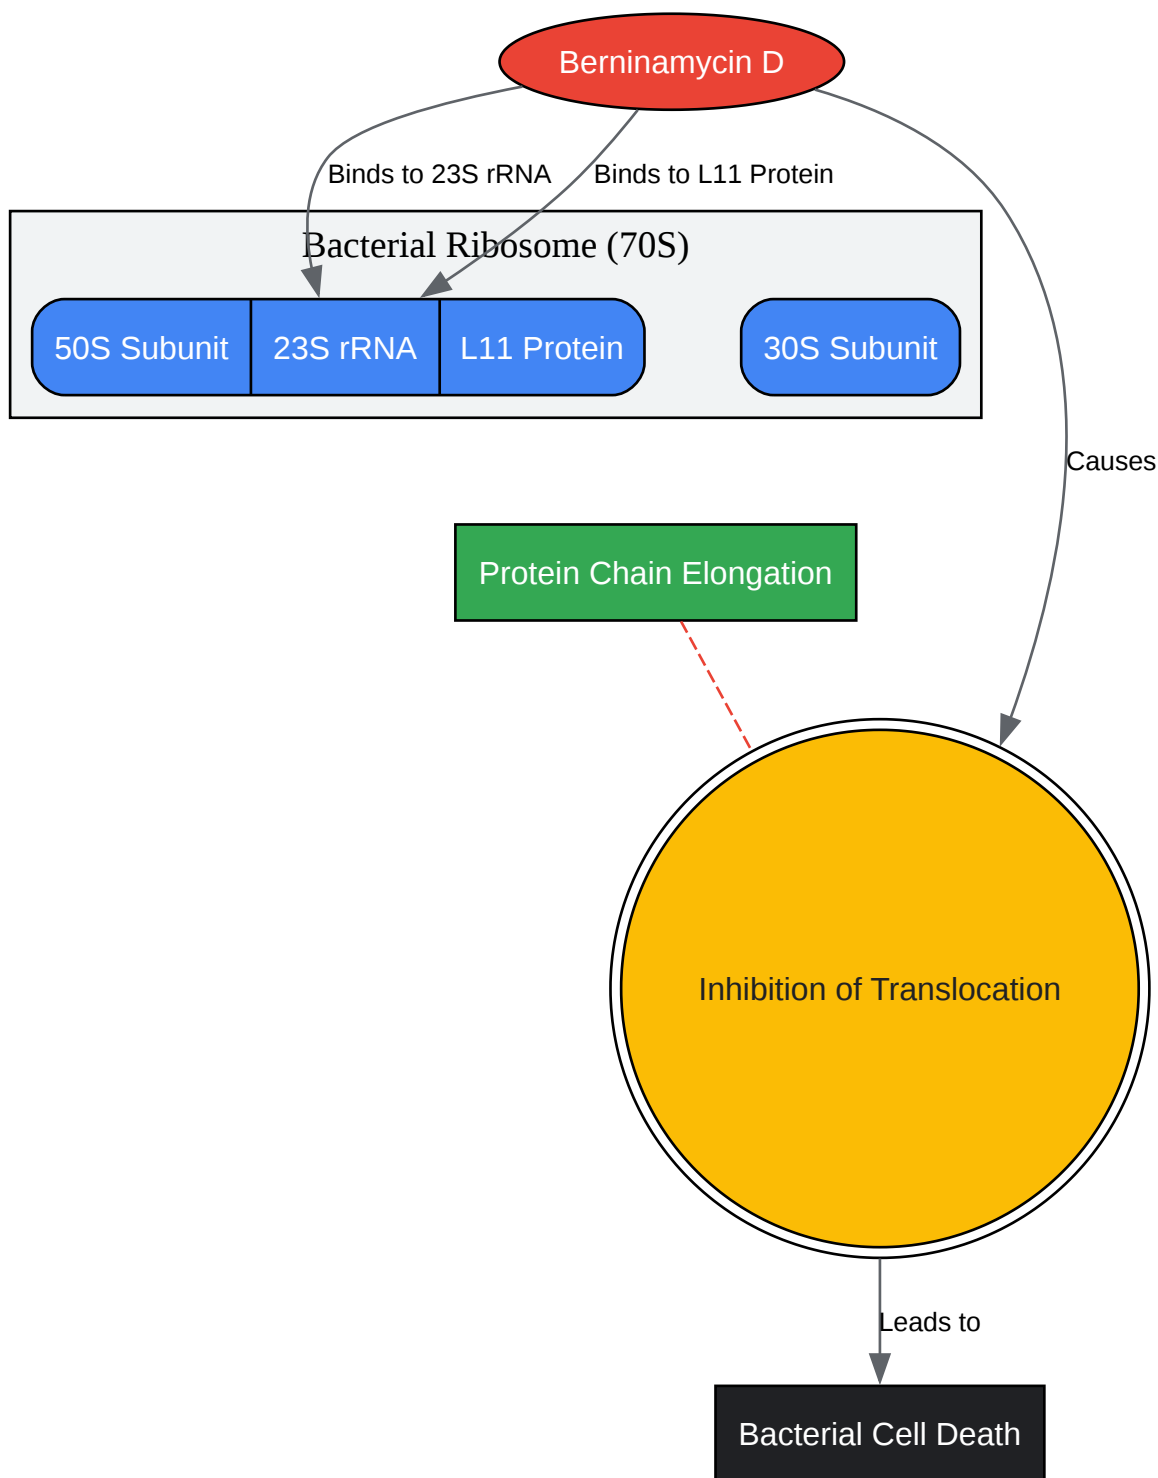 Berninamycin D
Binds to 23S rRNA
Binds to L11 Protein
Bacterial Ribosome (70S)
50S Subunit
23S rRNA
L11 Protein
30S Subunit
Causes
Protein Chain Elongation
Inhibition of Translocation
Leads to
Bacterial Cell Death